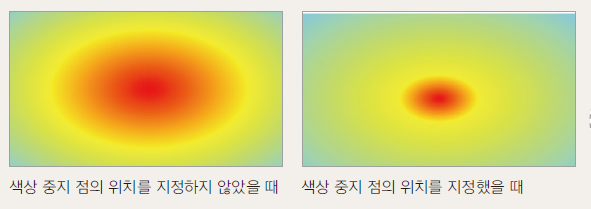 색상 중지 점의 위치를 지정하지 않았을 때
색상 중지 점의 위치를 지정했을 때